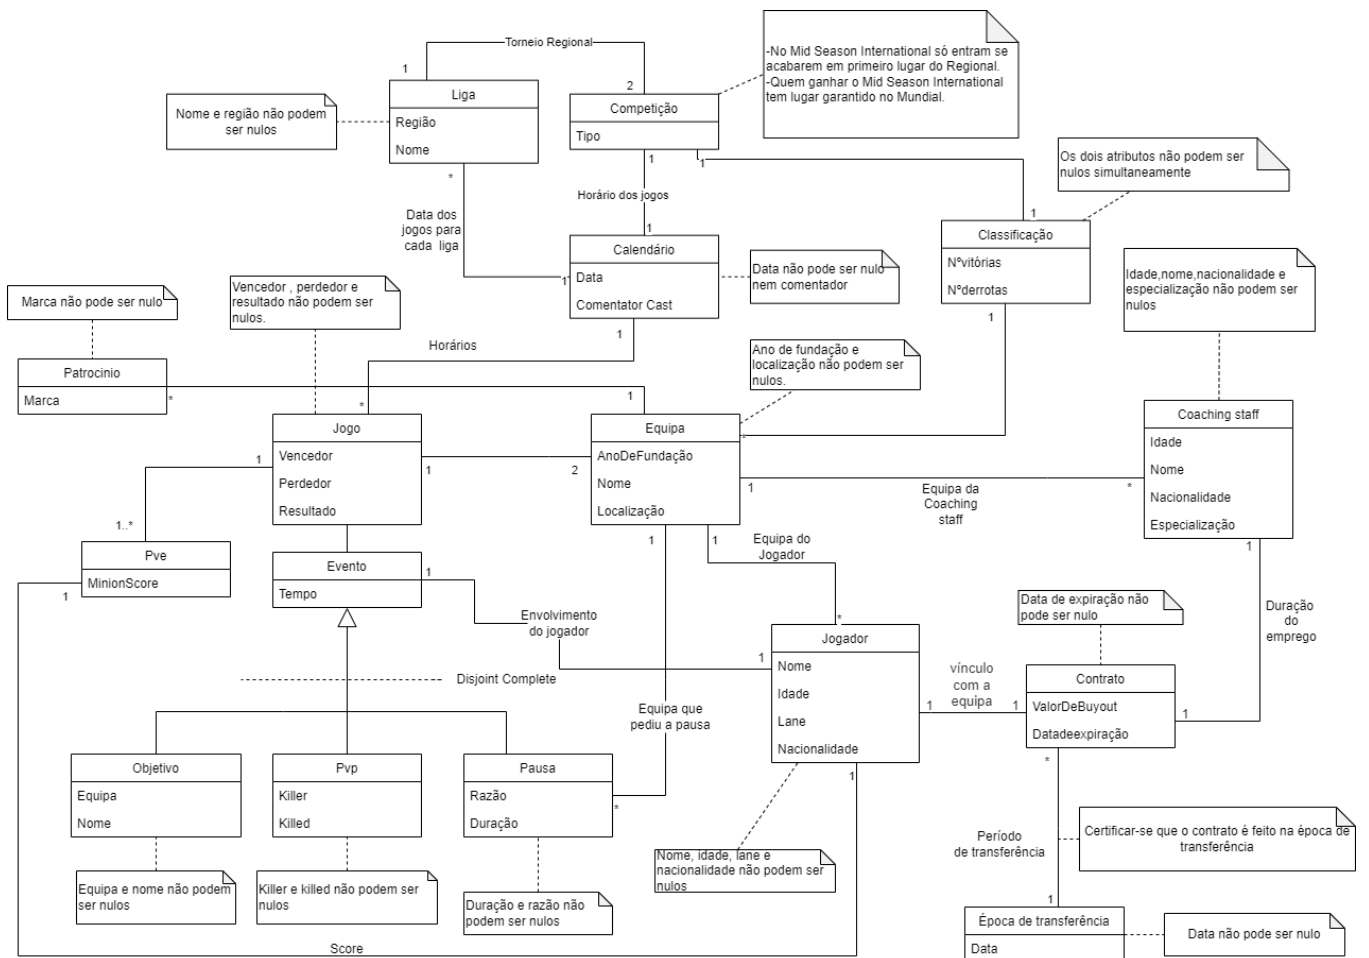 Torneio Regional
1
2
-No Mid Season International só entram se
acabarem em primeiro lugar do Regional.
-Quem ganhar o Mid Season International
tem lugar garantido no Mundial.
Nome e região não podem
ser nulos
Liga
Região
Nome
*
Competição
Tipo
1
1
Os dois atributos não podem ser
nulos simultaneamente
Horário dos jogos
Data dos
jogos para
cada liga
1
1
1
Calendário
Data
Comentator Cast
1
Data não pode ser nulo
nem comentador
Classificação
Nºvitórias
Nºderrotas
1
Idade,nome,nacionalidade e
especialização não podem ser
nulos
Marca não pode ser nulo
Vencedor , perdedor e
resultado não podem ser
nulos.
Horários
*
Ano de fundação e
localização não podem ser
nulos.
Patrocinio
Marca
*
1
Jogo
Vencedor
Perdedor
Resultado
1
1
2
Equipa
AnoDeFundação
Nome
Localização
*
1
1
1
Equipa da
Coaching
staff
*
Coaching staff
Idade
Nome
Nacionalidade
Especialização
1
1..*
Pve
MinionScore
1
Evento
Tempo
1
Envolvimento
do jogador
1
Equipa do
Jogador
*
Data de expiração não
pode ser nulo
Duração
do
emprego
Jogador
Nome
Idade
Lane
Nacionalidade
1
1
vínculo
com a
equipa
1
Contrato
ValorDeBuyout
Datadeexpiração
1
*
Disjoint Complete
Equipa que
pediu a pausa
*
Objetivo
Equipa
Nome
Pvp
Killer
Killed
Pausa
Razão
Duração
Período
de transferência
Certificar-se que o contrato é feito na época de
transferência
Equipa e nome não podem
ser nulos
Killer e killed não podem ser
nulos
Duração e razão não
podem ser nulos
Nome, idade, lane e
nacionalidade não podem ser
nulos
1
Época de transferência
Data
Data não pode ser nulo
Score